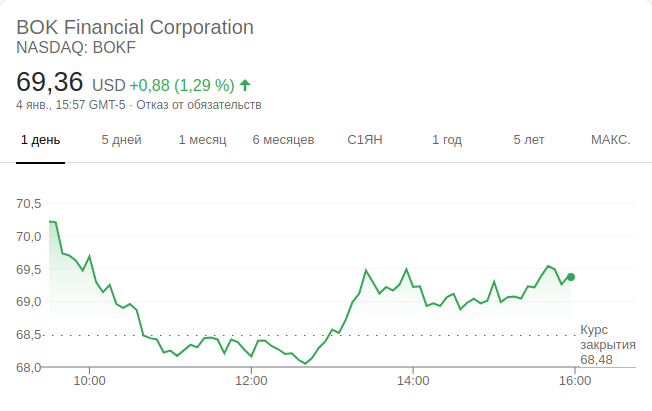 BOK Financial Corporation
NASDAQ: BOKF
69,36 USD +0,88 (1,29 %)
4 янв., 15:57 GMT-5 · Отказ от обязательств
1 день 5 дней 1 месяц 6 месяцев С1ЯН 1 год 5 лет МАКС.
70,5
70,0
69,5
69,0
68,5
68,0
Курс
закрытия
68,48
10:00 12:00 14:00 16:00